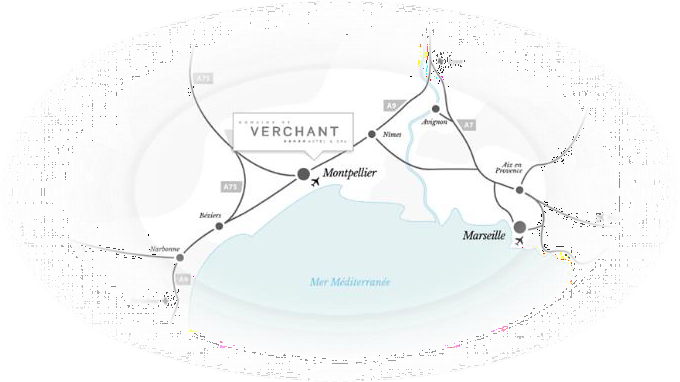 A75
A9
DOMAINE DE
VERCHANT
HOTEL & SPA
Avignon
A7
Nîmes
Aix en
Provence
Montpellier
A75
Béziers
Marseille
Narbonne
A9
Mer Méditerranée